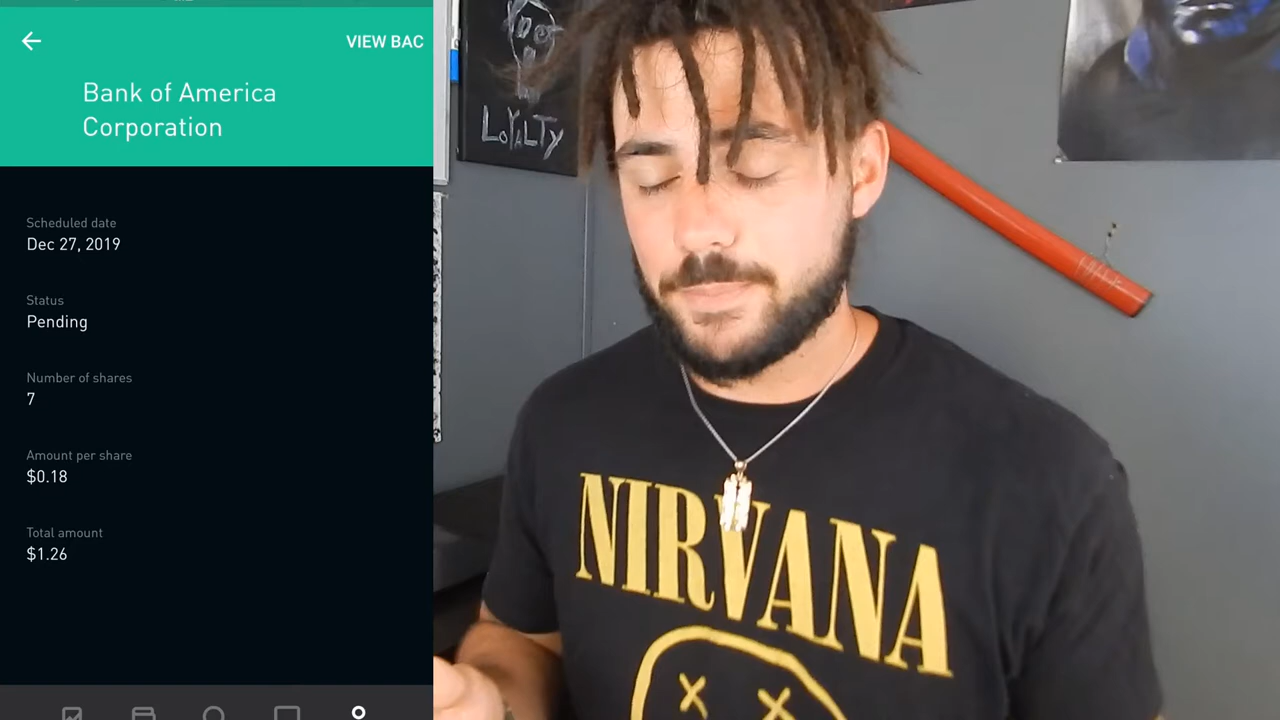 VIEW BAC
Bank of America
Corporation
Scheduled date
Dec 27, 2019
Status
Pending
Number of shares
7
Amount per share
$0.18
Total amount
$1.26
LOYALTY
NIRVANA